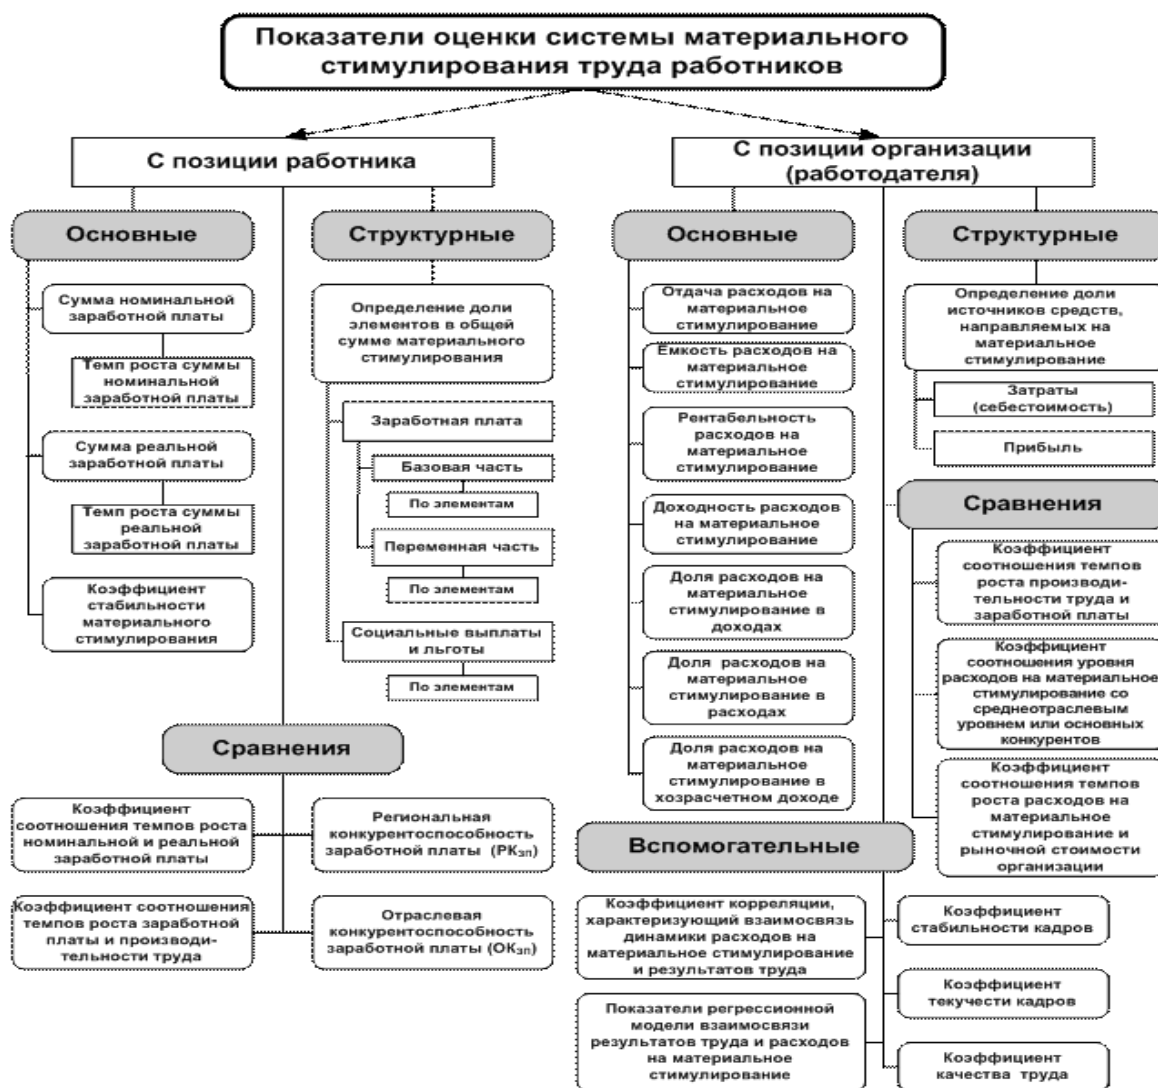 Показатели оценки системы материального
стимулирования труда работников
С позиции работника
Основные
Сумма номинальной
заработной платы
Темп роста суммы
номинальной
заработной платы
Сумма реальной
заработной платы
Темп роста суммы
реальной
заработной платы
Коэффициент
стабильности
материального
стимулирования
Структурные
Определение доли
элементов в общей
сумме материального
стимулирования
Заработная плата
Базовая часть
По элементам
Переменная часть
По элементам
Социальные выплаты
и льготы
По элементам
Сравнения
Коэффициент
соотношения темпов роста
номинальной и реальной
заработной платы
Региональная
конкурентоспособность
заработной платы (РКзп)
Коэффициент соотношения
темпов роста заработной
платы и производи-
тельности труда
Отраслевая
конкурентоспособность
заработной платы (ОКзп)
С позиции организации
(работодателя)
Основные
Отдача расходов на
материальное
стимулирование
Емкость расходов на
материальное
стимулирование
Рентабельность
расходов на
материальное
стимулирование
Доходность расходов
на материальное
стимулирование
Доля расходов на
материальное
стимулирование в
доходах
Доля расходов на
материальное
стимулирование в
расходах
Доля расходов на
материальное
стимулирование в
хозрасчетном доходе
Структурные
Определение доли
источников средств,
направляемых на
материальное
стимулирование
Затраты
(себестоимость)
Прибыль
Сравнения
Коэффициент
соотношения темпов
роста производи-
тельности труда и
заработной платы
Коэффициент
соотношения уровня
расходов на материальное
стимулирование со
среднеотраслевым
уровнем или основных
конкурентов
Коэффициент
соотношения темпов
роста расходов на
материальное
стимулирование и
рыночной стоимости
организации
Вспомогательные
Коэффициент корреляции,
характеризующий взаимосвязь
динамики расходов на
материальное стимулирование
и результатов труда
Показатели регрессионной
модели взаимосвязи
результатов труда и расходов
на материальное
стимулирование
Коэффициент
стабильности кадров
Коэффициент
текучести кадров
Коэффициент
качества труда